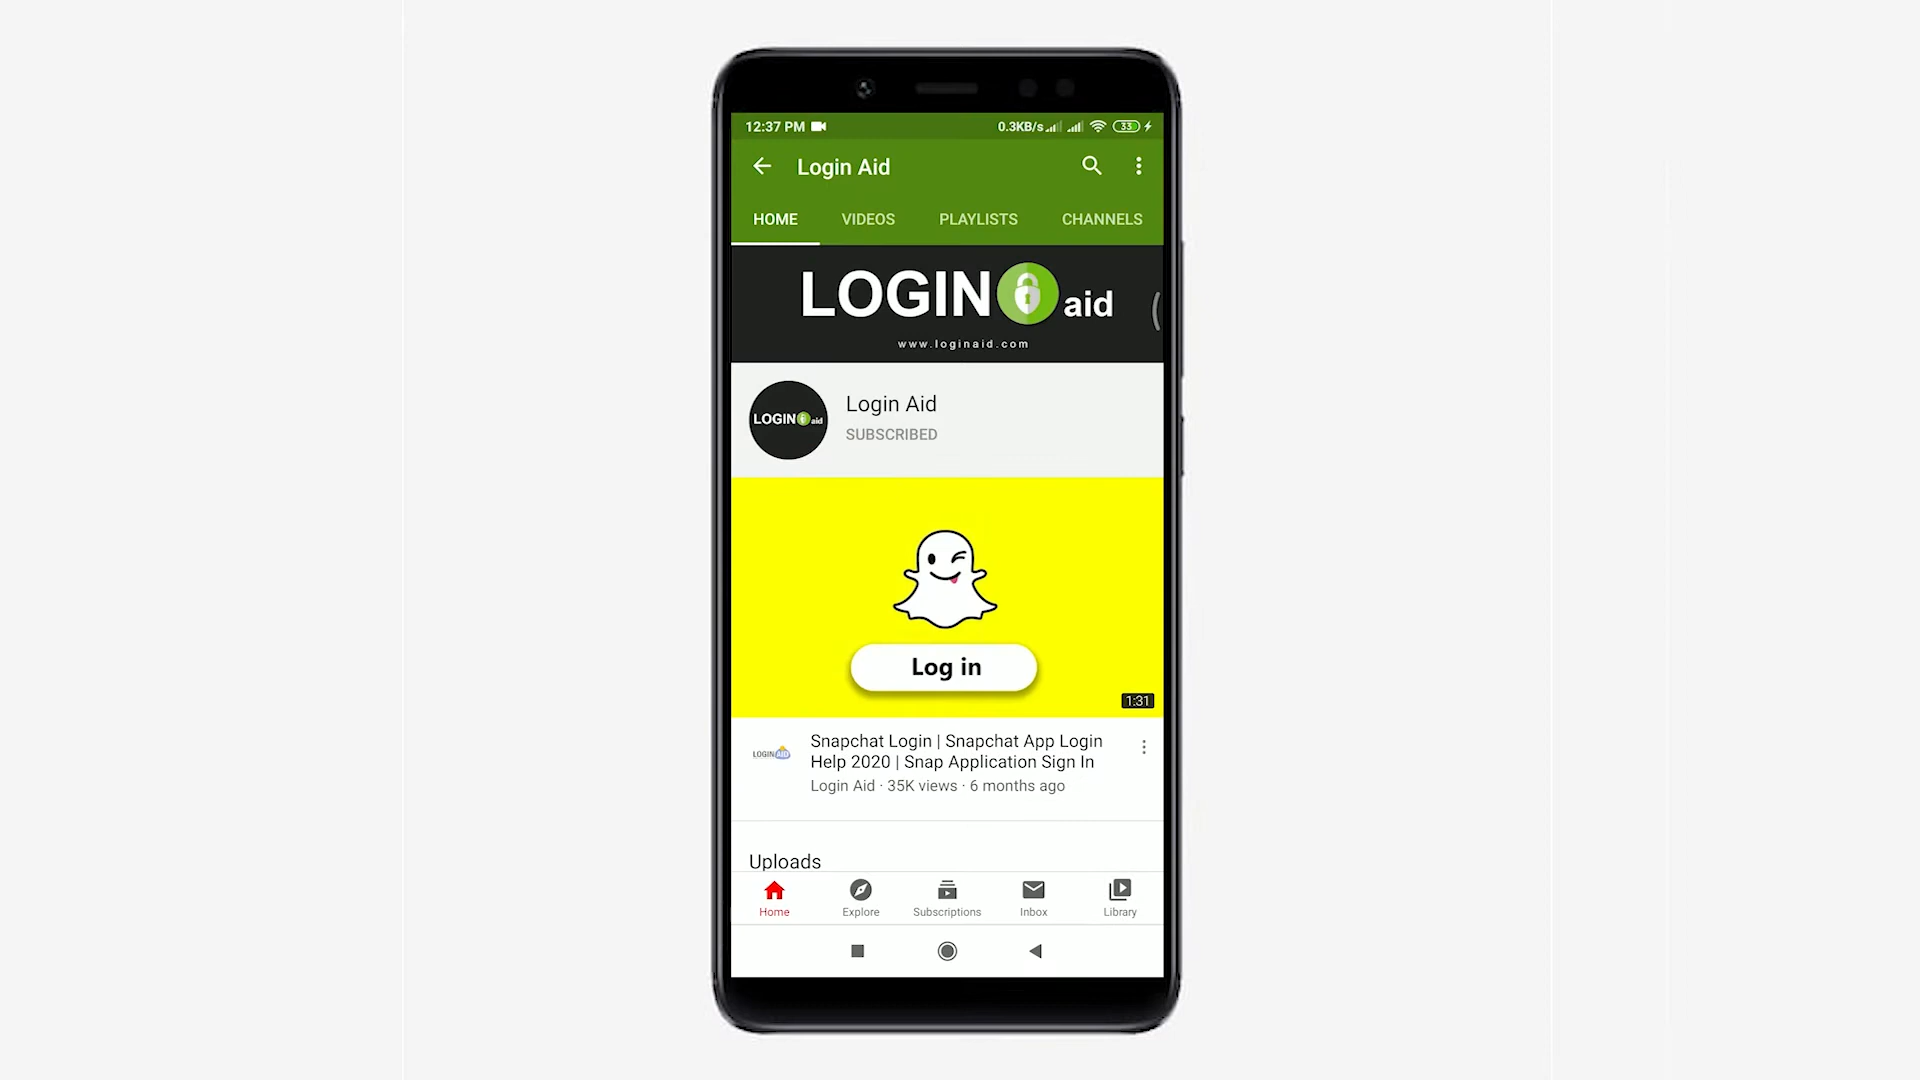 12:37 PM 0.3KB/s 33
Login Aid
HOME VIDEOS PLAYLISTS CHANNELS
LOGIN aid
www.loginaid.com
LOGIN aid
Login Aid
SUBSCRIBED
Log in
1:31
LOGIN AID
Snapchat Login | Snapchat App Login
Help 2020 | Snap Application Sign In
Login Aid · 35K views · 6 months ago
Uploads
Home Explore Subscriptions Inbox Library